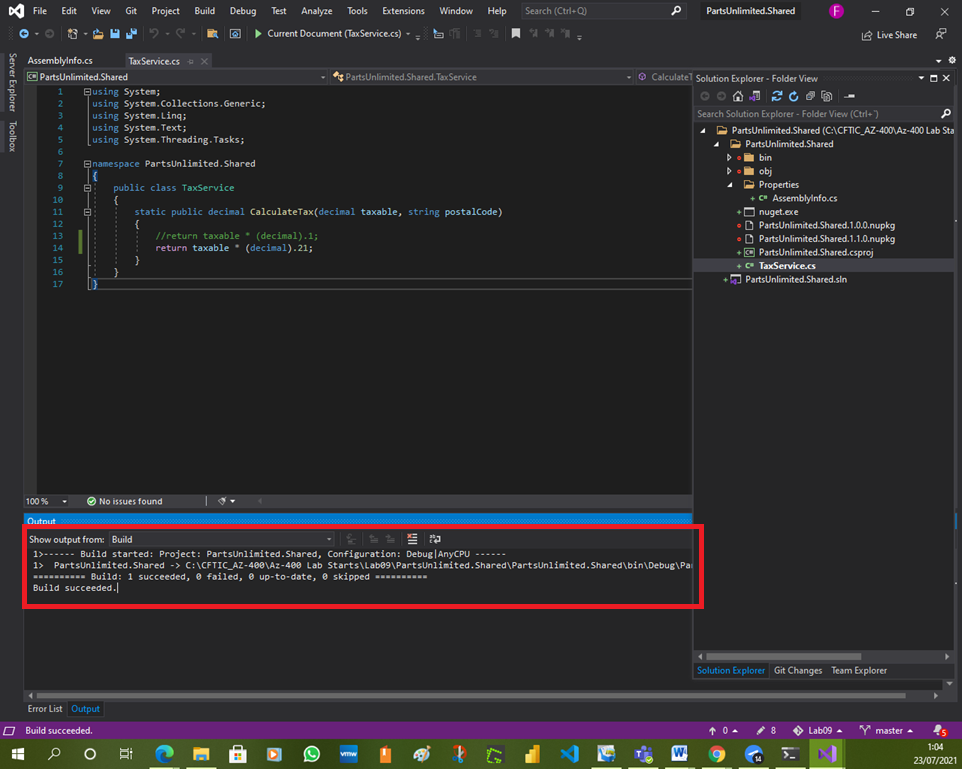 File Edit View Git Project Build Debug Test Analyze Tools Extensions Window Help Search (Ctrl+Q) PartsUnlimited.Shared F
Current Document (TaxService.cs) Live Share
Server Explorer
Toolbox
AssemblyInfo.cs TaxService.cs
PartsUnlimited.Shared PartsUnlimited.Shared.TaxService CalculateT
1 using System;
2 using System.Collections.Generic;
3 using System.Linq;
4 using System.Text;
5 using System.Threading.Tasks;
6
7 namespace PartsUnlimited.Shared
8 {
9 public class TaxService
10 {
11 static public decimal CalculateTax(decimal taxable, string postalCode)
12 {
13 //return taxable * (decimal).1;
14 return taxable * (decimal).21;
15 }
16 }
17 }
100 % No issues found
Solution Explorer - Folder View
Search Solution Explorer - Folder View (Ctrl+´)
PartsUnlimited.Shared (C:\CFTIC_AZ-400\Az-400 Lab Sta
PartsUnlimited.Shared
bin
obj
Properties
AssemblyInfo.cs
nuget.exe
PartsUnlimited.Shared.1.0.0.nupkg
PartsUnlimited.Shared.1.1.0.nupkg
PartsUnlimited.Shared.csproj
TaxService.cs
PartsUnlimited.Shared.sln
Solution Explorer Git Changes Team Explorer
Output
Show output from: Build
1>------ Build started: Project: PartsUnlimited.Shared, Configuration: Debug|AnyCPU ------
1> PartsUnlimited.Shared -> C:\CFTIC_AZ-400\Az-400 Lab Starts\Lab09\PartsUnlimited.Shared\PartsUnlimited.Shared\bin\Debug\Par
========== Build: 1 succeeded, 0 failed, 0 up-to-date, 0 skipped ==========
Build succeeded.
Error List Output
Build succeeded. 0 8 Lab09 master 5
vmw 14
1:04
23/07/2021